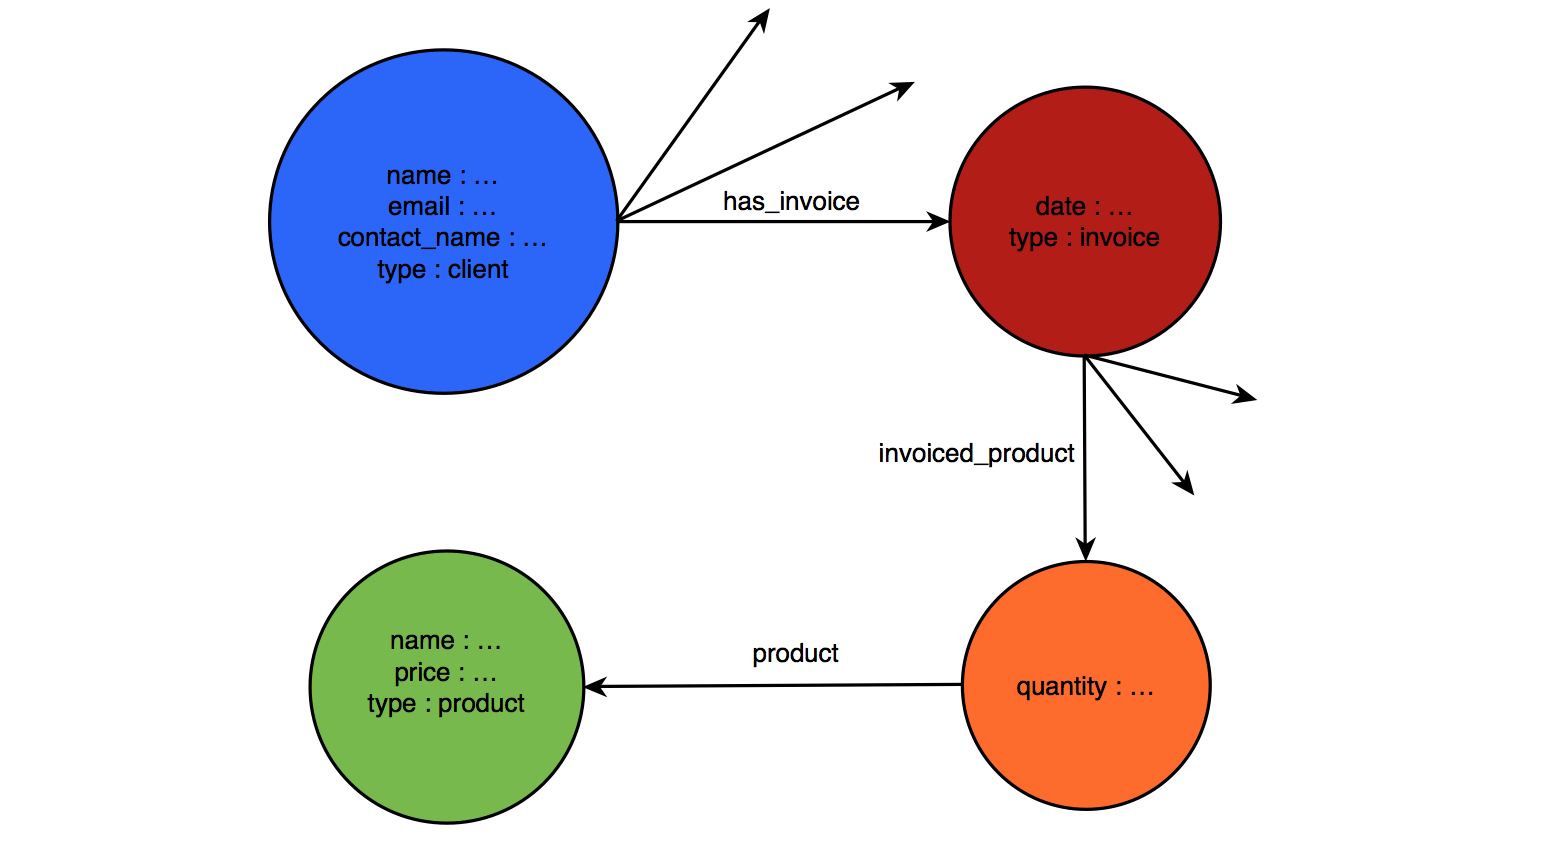 name : …
email : …
contact_name : …
type : client
has_invoice
date : …
type : invoice
invoiced_product
name : …
price : …
type : product
product
quantity : …